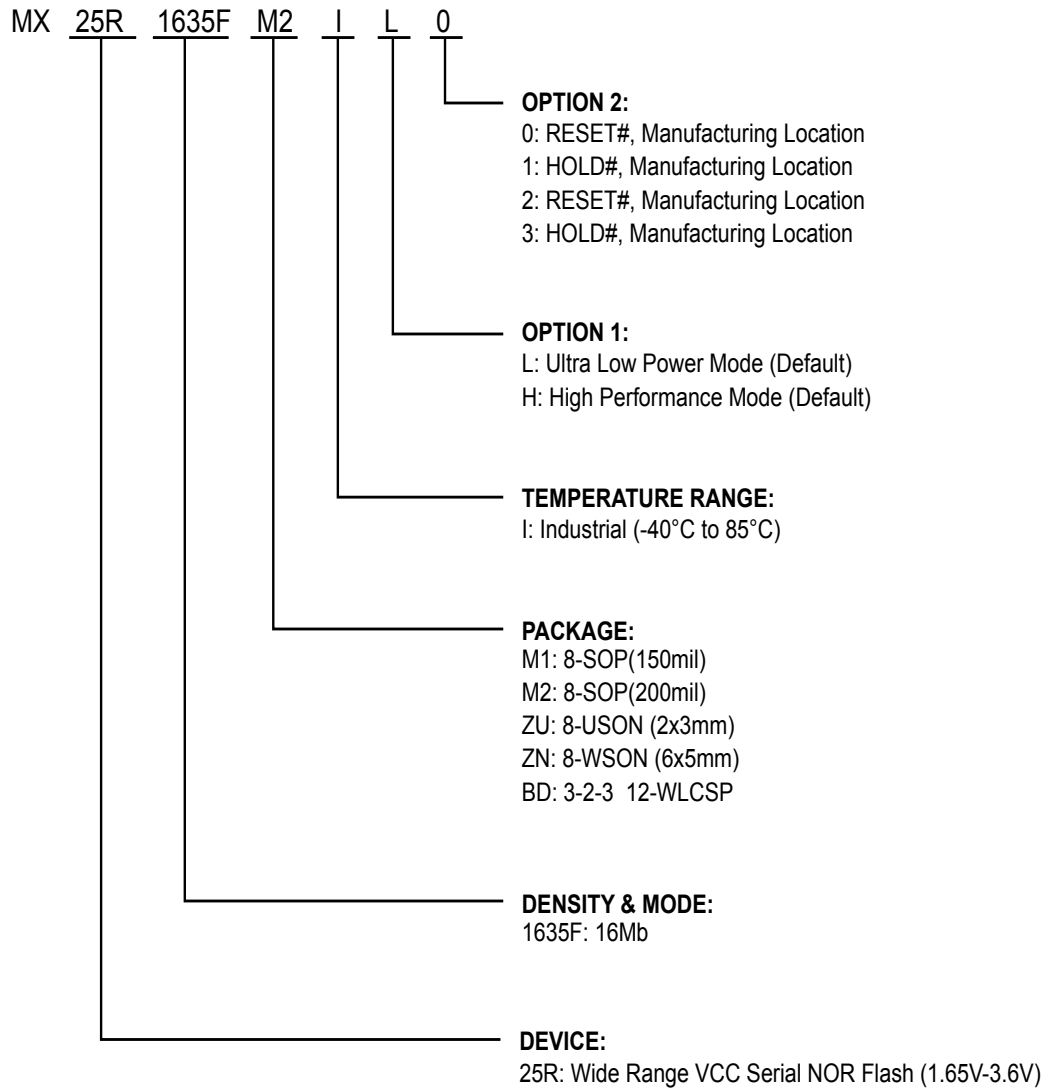 MX 25R 1635F M2 I L 0
OPTION 2:
0: RESET#, Manufacturing Location
1: HOLD#, Manufacturing Location
2: RESET#, Manufacturing Location
3: HOLD#, Manufacturing Location
OPTION 1:
L: Ultra Low Power Mode (Default)
H: High Performance Mode (Default)
TEMPERATURE RANGE:
I: Industrial (-40°C to 85°C)
PACKAGE:
M1: 8-SOP(150mil)
M2: 8-SOP(200mil)
ZU: 8-USON (2x3mm)
ZN: 8-WSON (6x5mm)
BD: 3-2-3  12-WLCSP
DENSITY & MODE:
1635F: 16Mb
DEVICE:
25R: Wide Range VCC Serial NOR Flash (1.65V-3.6V)